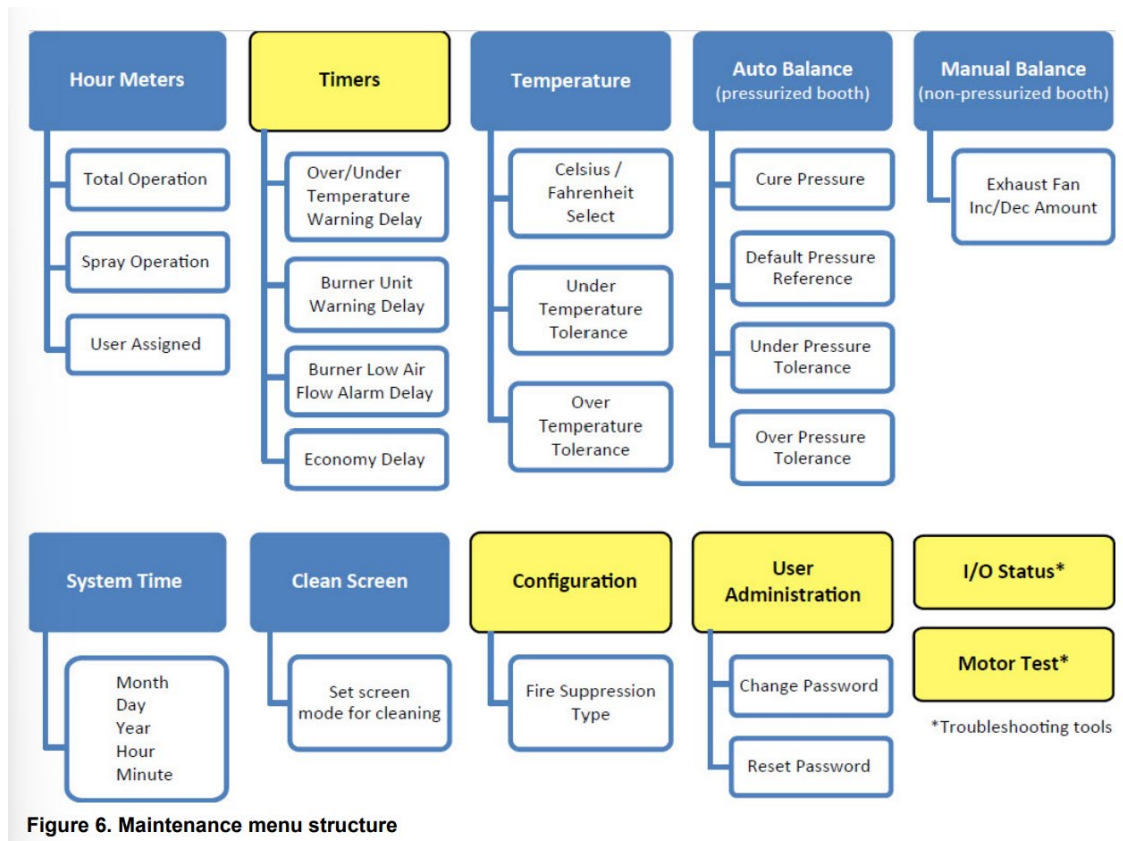 Hour Meters
Total Operation
Spray Operation
User Assigned
Timers
Over/Under
Temperature
Warning Delay
Burner Unit
Warning Delay
Burner Low Air
Flow Alarm Delay
Economy Delay
Temperature
Celsius /
Fahrenheit
Select
Under
Temperature
Tolerance
Over
Temperature
Tolerance
Auto Balance
(pressurized booth)
Cure Pressure
Default Pressure
Reference
Under Pressure
Tolerance
Over Pressure
Tolerance
Manual Balance
(non-pressurized booth)
Exhaust Fan
Inc/Dec Amount
System Time
Month
Day
Year
Hour
Minute
Clean Screen
Set screen
mode for cleaning
Configuration
Fire Suppression
Type
User
Administration
Change Password
Reset Password
I/O Status*
Motor Test*
*Troubleshooting tools
Figure 6. Maintenance menu structure